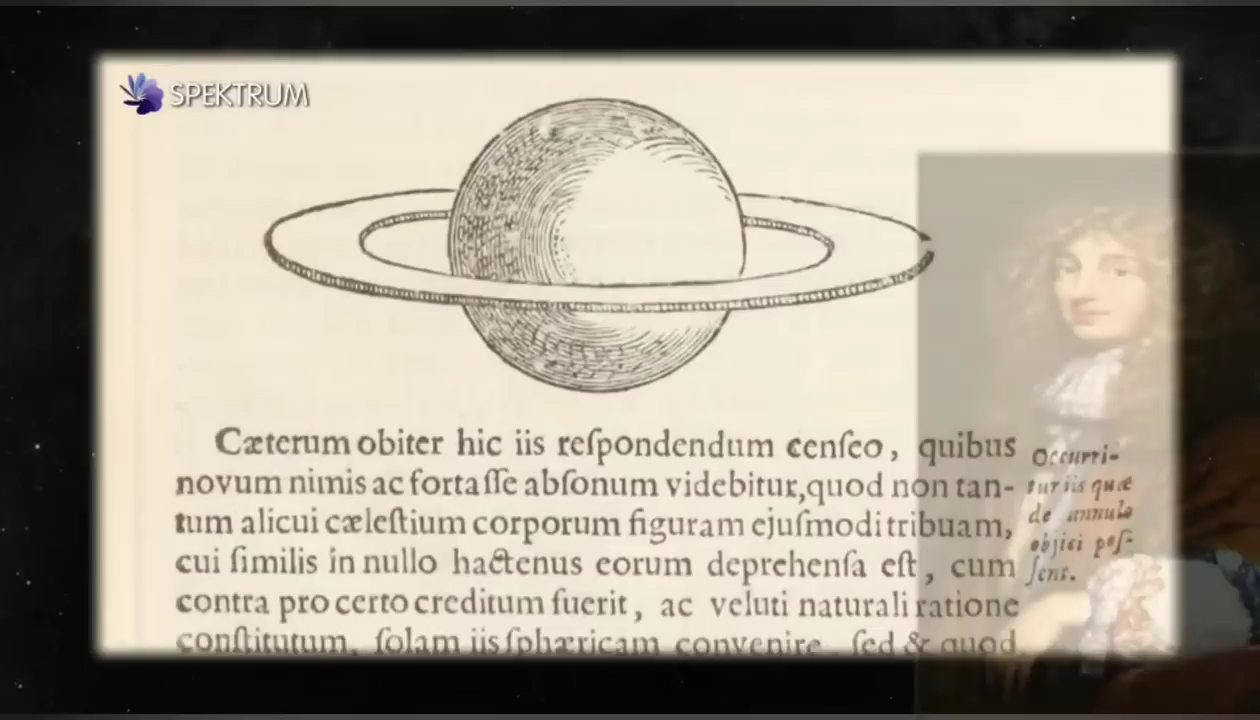 SPEKTRUM
Cæterum obiter hic iis reſpondendum cenſeo, quibus
novum nimis ac fortaſſe abſonum videbitur, quod non tan-
tum alicui cæleſtium corporum figuram ejuſmodi tribuam,
cui ſimilis in nullo hactenus eorum deprehenſa eſt, cum
contra pro certo creditum fuerit, ac veluti naturali ratione
conſtitutum, ſolam iis ſphæricam convenire, ſed & quod
Occurri-
tur iis quæ
de annulo
objici poſ-
ſent.